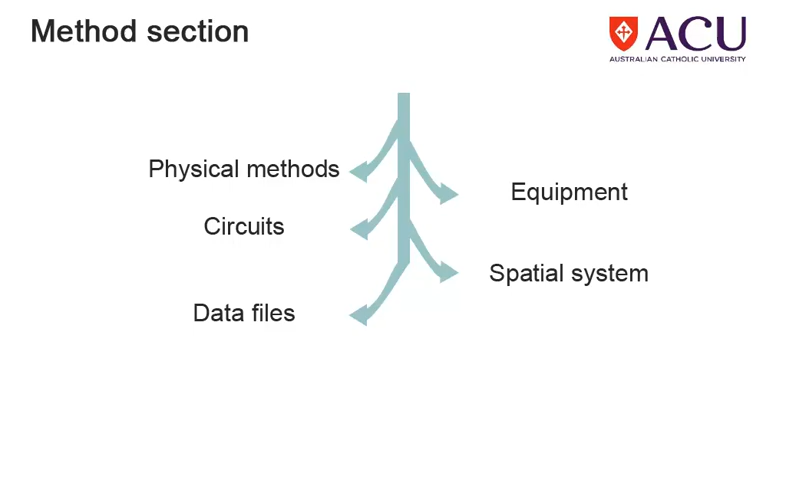 Method section
ACU
AUSTRALIAN CATHOLIC UNIVERSITY
Physical methods
Equipment
Circuits
Spatial system
Data files